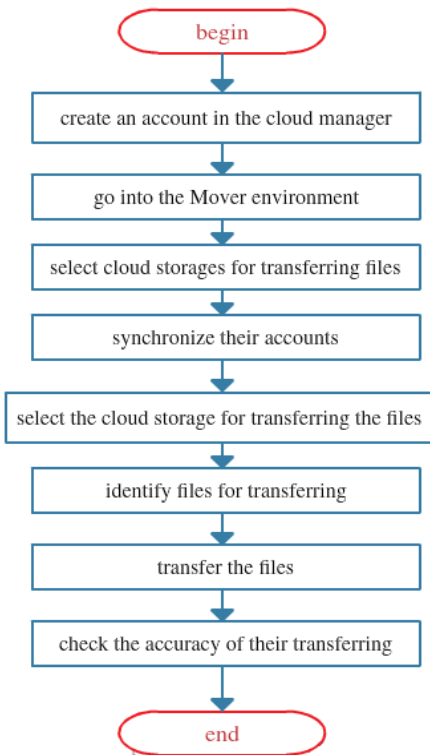 begin
create an account in the cloud manager
go into the Mover environment
select cloud storages for transferring files
synchronize their accounts
select the cloud storage for transferring the files
identify files for transferring
transfer the files
check the accuracy of their transferring
end